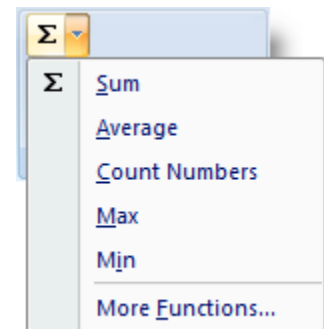 Σ
Σ Sum
Average
Count Numbers
Max
Min
More Functions...